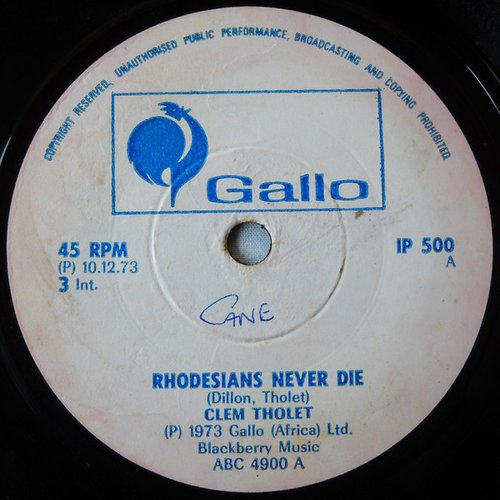 COPYRIGHT RESERVED, UNAUTHORISED PUBLIC PERFORMANCE, BROADCASTING AND COPYING PROHIBITED
Gallo
45 RPM
(P) 10.12.73
3 Int.
IP 500
A
CANE
RHODESIANS NEVER DIE
(Dillon, Tholet)
CLEM THOLET
(P) 1973 Gallo (Africa) Ltd.
Blackberry Music
ABC 4900 A